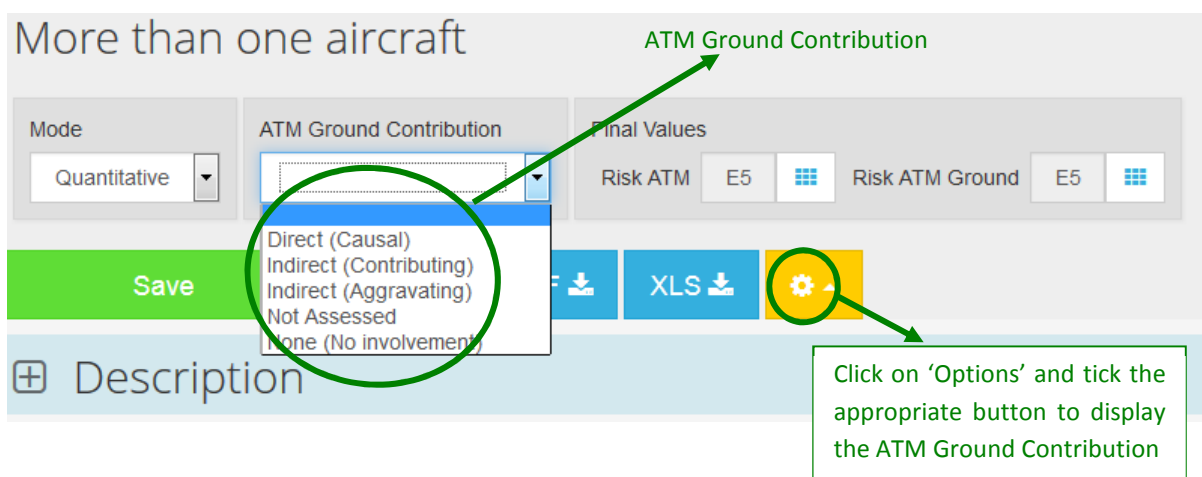 More than one aircraft
ATM Ground Contribution
Mode
ATM Ground Contribution
Final Values
Quantitative
Risk ATM E5
Risk ATM Ground E5
Direct (Causal)
Indirect (Contributing)
Indirect (Aggravating)
Not Assessed
None (No involvement)
Save
F
XLS
Description
Click on ‘Options’ and tick the
appropriate button to display
the ATM Ground Contribution